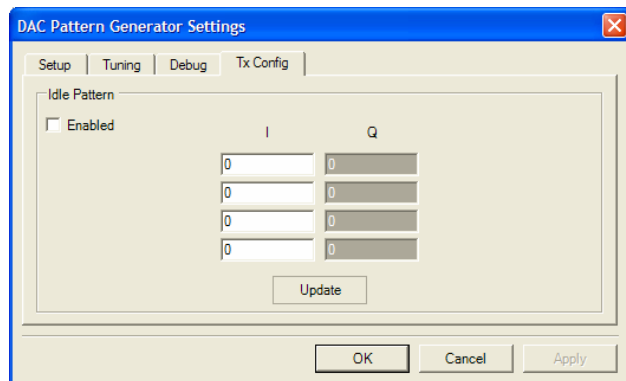 DAC Pattern Generator Settings
Setup Tuning Debug Tx Config
Idle Pattern
Enabled I Q
0 0
0 0
0 0
0 0
Update
OK Cancel Apply